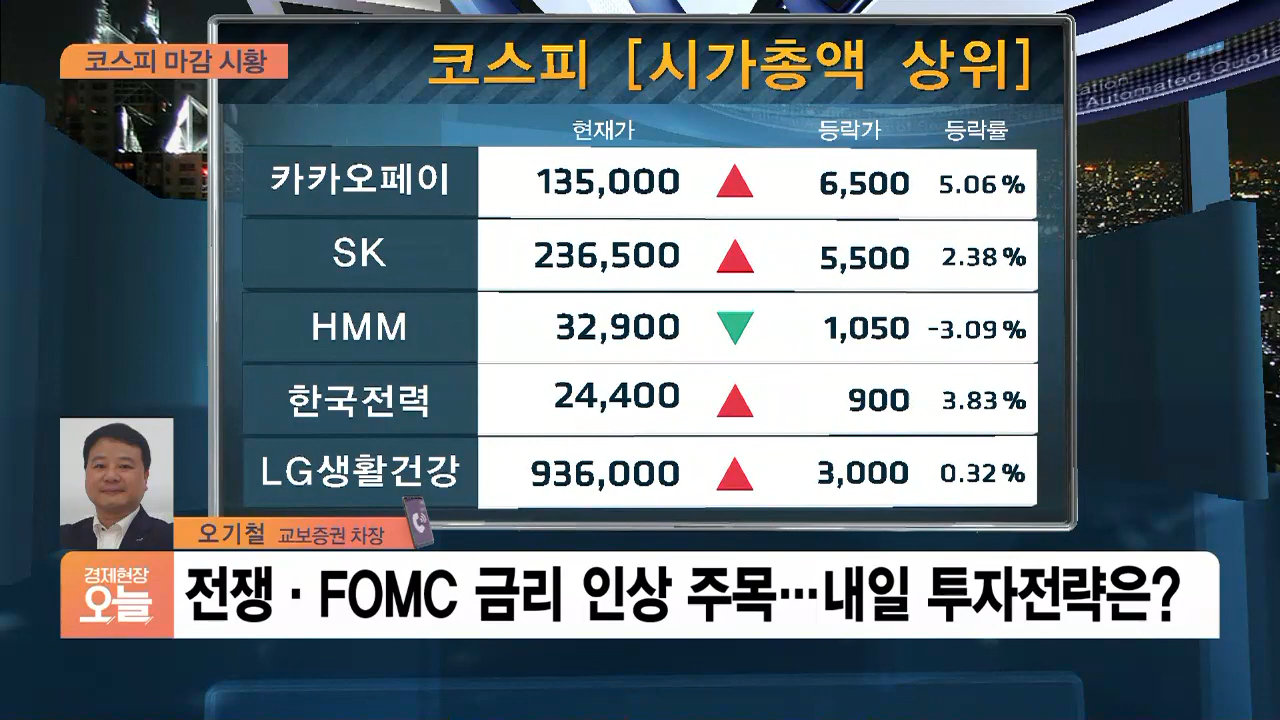 코스피 마감 시황
코스피 [시가총액 상위]
현재가 등락가 등락률
카카오페이 135,000 ▲ 6,500 5.06 %
SK 236,500 ▲ 5,500 2.38 %
HMM 32,900 ▼ 1,050 -3.09 %
한국전력 24,400 ▲ 900 3.83 %
LG생활건강 936,000 ▲ 3,000 0.32 %
오기철 교보증권 차장
경제현장
오늘
전쟁·FOMC 금리 인상 주목…내일 투자전략은?
Automated Quot